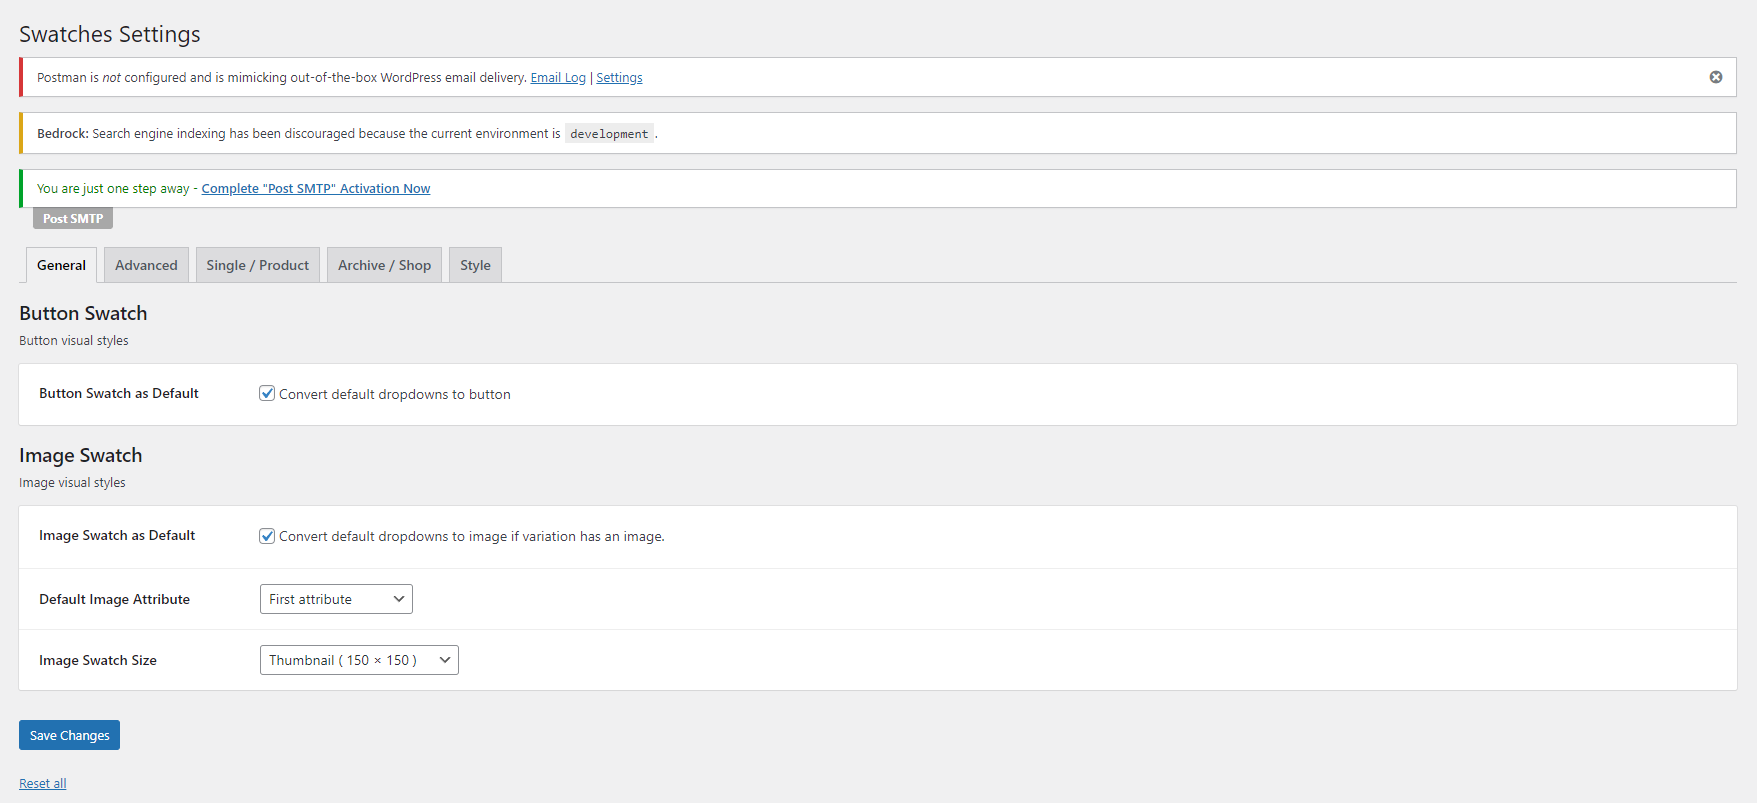 Swatches Settings
Postman is not configured and is mimicking out-of-the-box WordPress email delivery. Email Log | Settings
Bedrock: Search engine indexing has been discouraged because the current environment is development .
You are just one step away - Complete "Post SMTP" Activation Now
Post SMTP
General Advanced Single / Product Archive / Shop Style
Button Swatch
Button visual styles
Button Swatch as Default Convert default dropdowns to button
Image Swatch
Image visual styles
Image Swatch as Default Convert default dropdowns to image if variation has an image.
Default Image Attribute First attribute
Image Swatch Size Thumbnail ( 150 × 150 )
Save Changes
Reset all